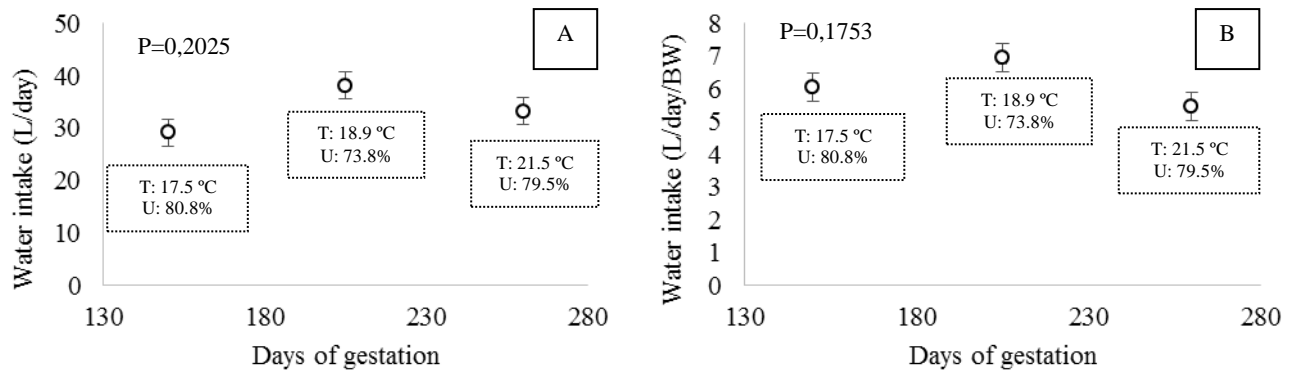 P=0,2025
A
Water intake (L/day)
50
40
30
20
10
0
T: 17.5 ºC
U: 80.8%
T: 18.9 ºC
U: 73.8%
T: 21.5 ºC
U: 79.5%
130 180 230 280
Days of gestation
P=0,1753
B
Water intake (L/day/BW)
8
7
6
5
4
3
2
1
0
T: 17.5 ºC
U: 80.8%
T: 18.9 ºC
U: 73.8%
T: 21.5 ºC
U: 79.5%
130 180 230 280
Days of gestation